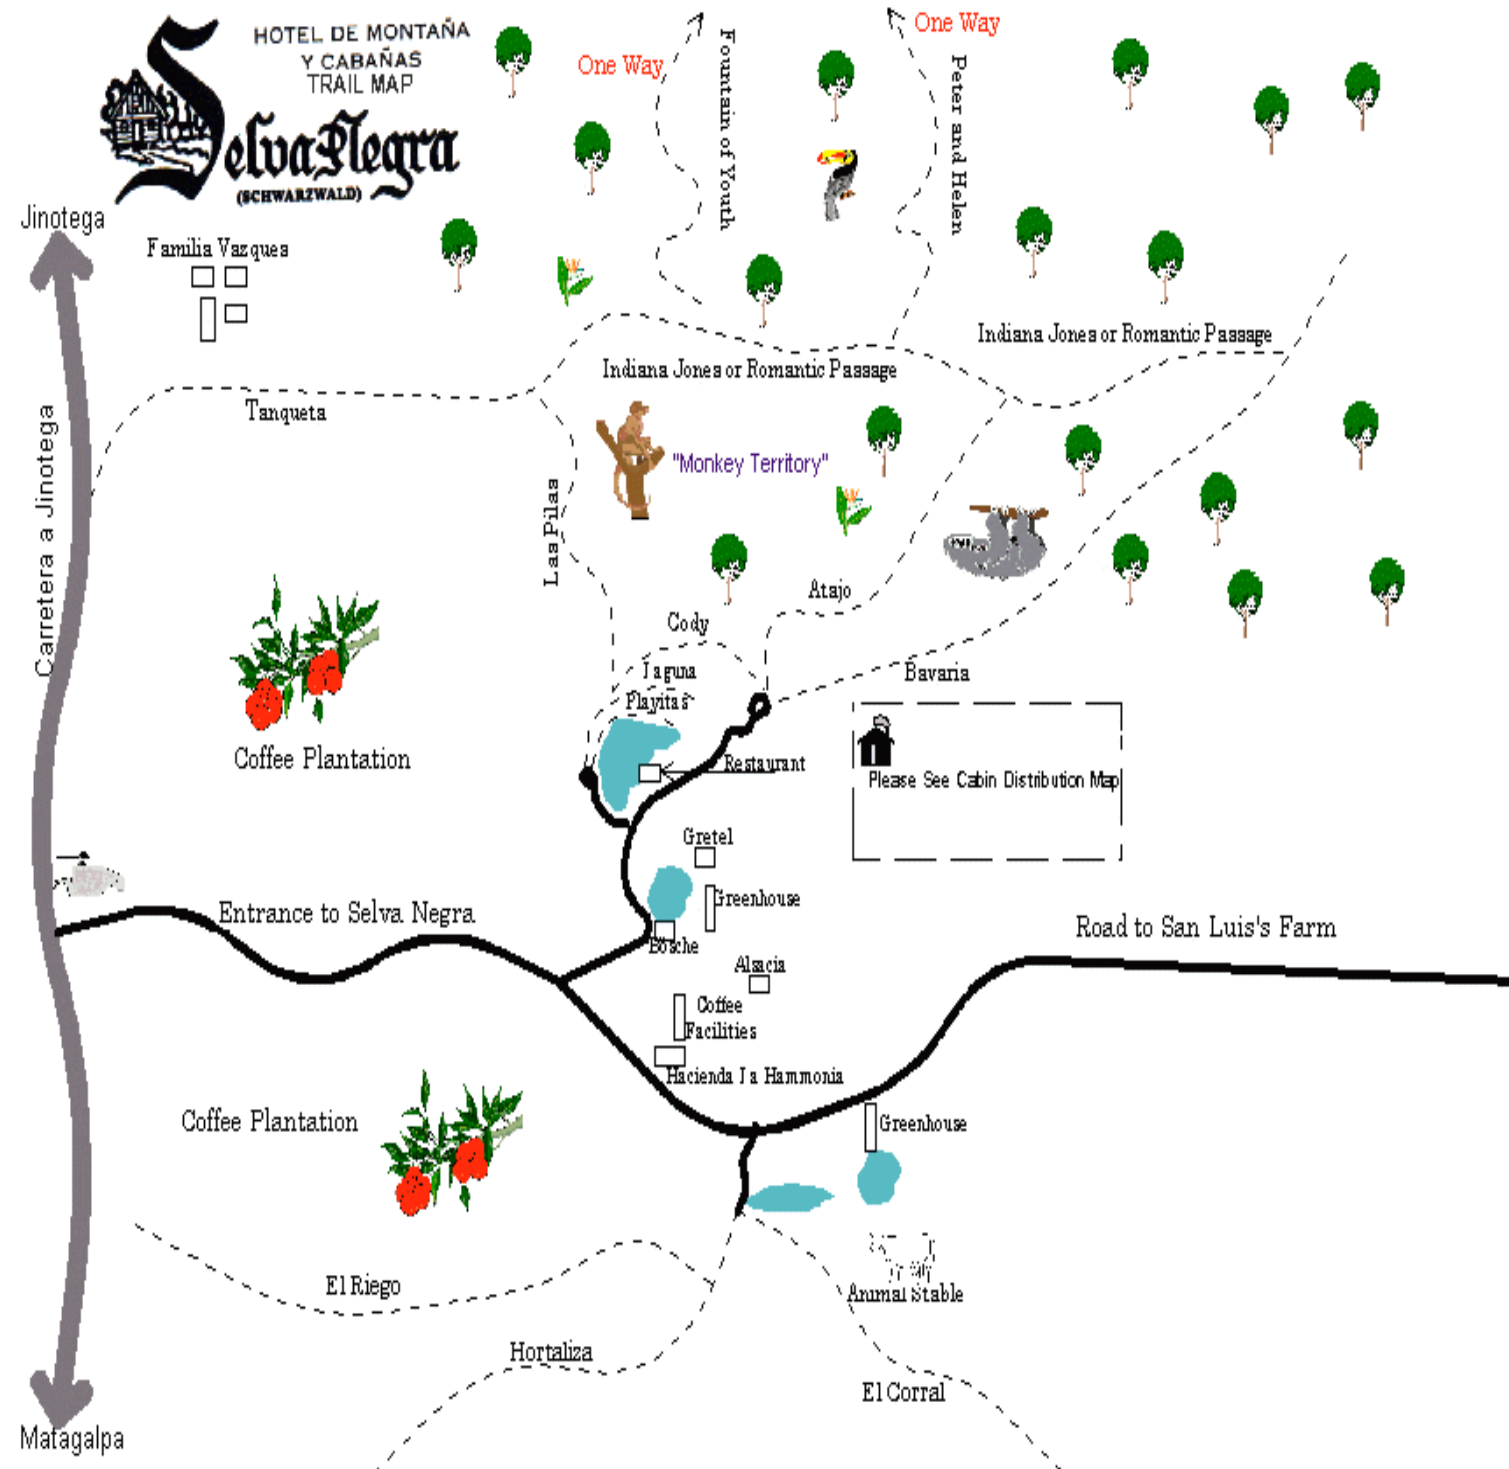 HOTEL DE MONTAÑA
Y CABAÑAS
TRAIL MAP
Selva Negra
(SCHWARZWALD)
One Way
One Way
Fountain of Youth
Peter and Helen
Jinotega
Familia Vazques
Indiana Jones or Romantic Passage
Indiana Jones or Romantic Passage
Tanqueta
Carretera a Jinotega
"Monkey Territory"
Las Pilas
Atajo
Cody
Laguna
Playitas
Bavaria
Coffee Plantation
Restaurant
Please See Cabin Distribution Map
Gretel
Greenhouse
Entrance to Selva Negra
Bösche
Road to San Luis's Farm
Alsacia
Coffee
Facilities
Hacienda La Hammonia
Coffee Plantation
Greenhouse
El Riego
Animal Stable
Hortaliza
El Corral
Matagalpa